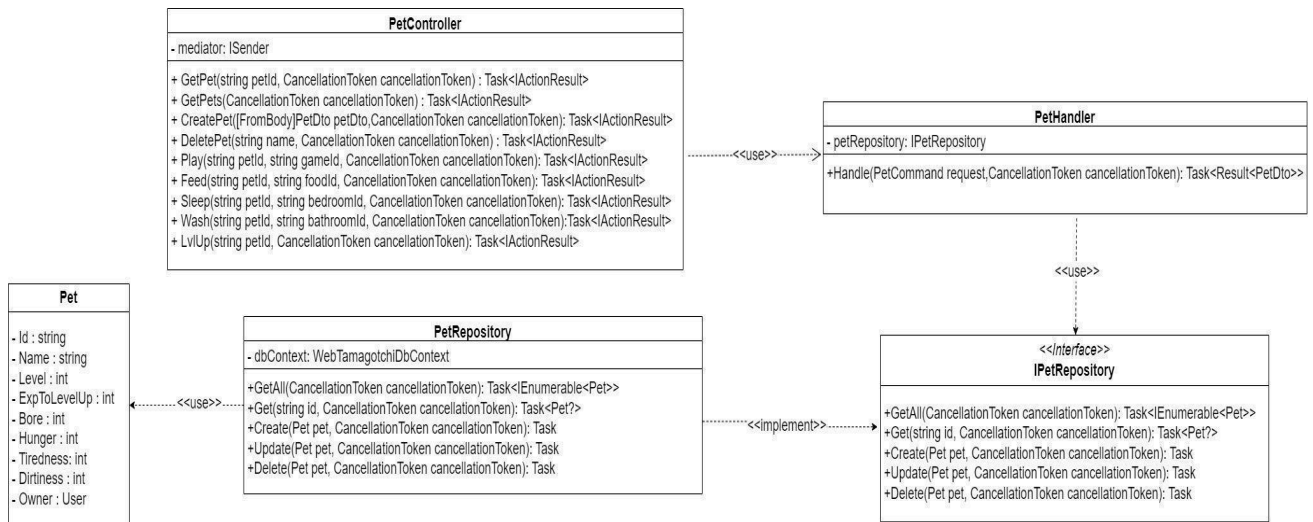 PetController
- mediator: ISender
+ GetPet(string petId, CancellationToken cancellationToken) : Task<IActionResult>
+ GetPets(CancellationToken cancellationToken) : Task<IActionResult>
+ CreatePet([FromBody]PetDto petDto,CancellationToken cancellationToken): Task<IActionResult>
+ DeletePet(string name, CancellationToken cancellationToken) : Task<IActionResult>
+ Play(string petId, string gameId, CancellationToken cancellationToken): Task<IActionResult>
+ Feed(string petId, string foodId, CancellationToken cancellationToken): Task<IActionResult>
+ Sleep(string petId, string bedroomId, CancellationToken cancellationToken): Task<IActionResult>
+ Wash(string petId, string bathroomId, CancellationToken cancellationToken):Task<IActionResult>
+ LvlUp(string petId, CancellationToken cancellationToken): Task<IActionResult>
<<use>>
PetHandler
- petRepository: IPetRepository
+Handle(PetCommand request,CancellationToken cancellationToken): Task<Result<PetDto>>
<<use>>
Pet
- Id : string
- Name : string
- Level : int
- ExpToLevelUp : int
- Bore : int
- Hunger : int
- Tiredness: int
- Dirtiness : int
- Owner : User
<<use>>
PetRepository
- dbContext: WebTamagotchiDbContext
+GetAll(CancellationToken cancellationToken): Task<IEnumerable<Pet>>
+Get(string id, CancellationToken cancellationToken): Task<Pet?>
+Create(Pet pet, CancellationToken cancellationToken): Task
+Update(Pet pet, CancellationToken cancellationToken): Task
+Delete(Pet pet, CancellationToken cancellationToken): Task
<<implement>>
<<Interface>>
IPetRepository
+GetAll(CancellationToken cancellationToken): Task<IEnumerable<Pet>>
+Get(string id, CancellationToken cancellationToken): Task<Pet?>
+Create(Pet pet, CancellationToken cancellationToken): Task
+Update(Pet pet, CancellationToken cancellationToken): Task
+Delete(Pet pet, CancellationToken cancellationToken): Task